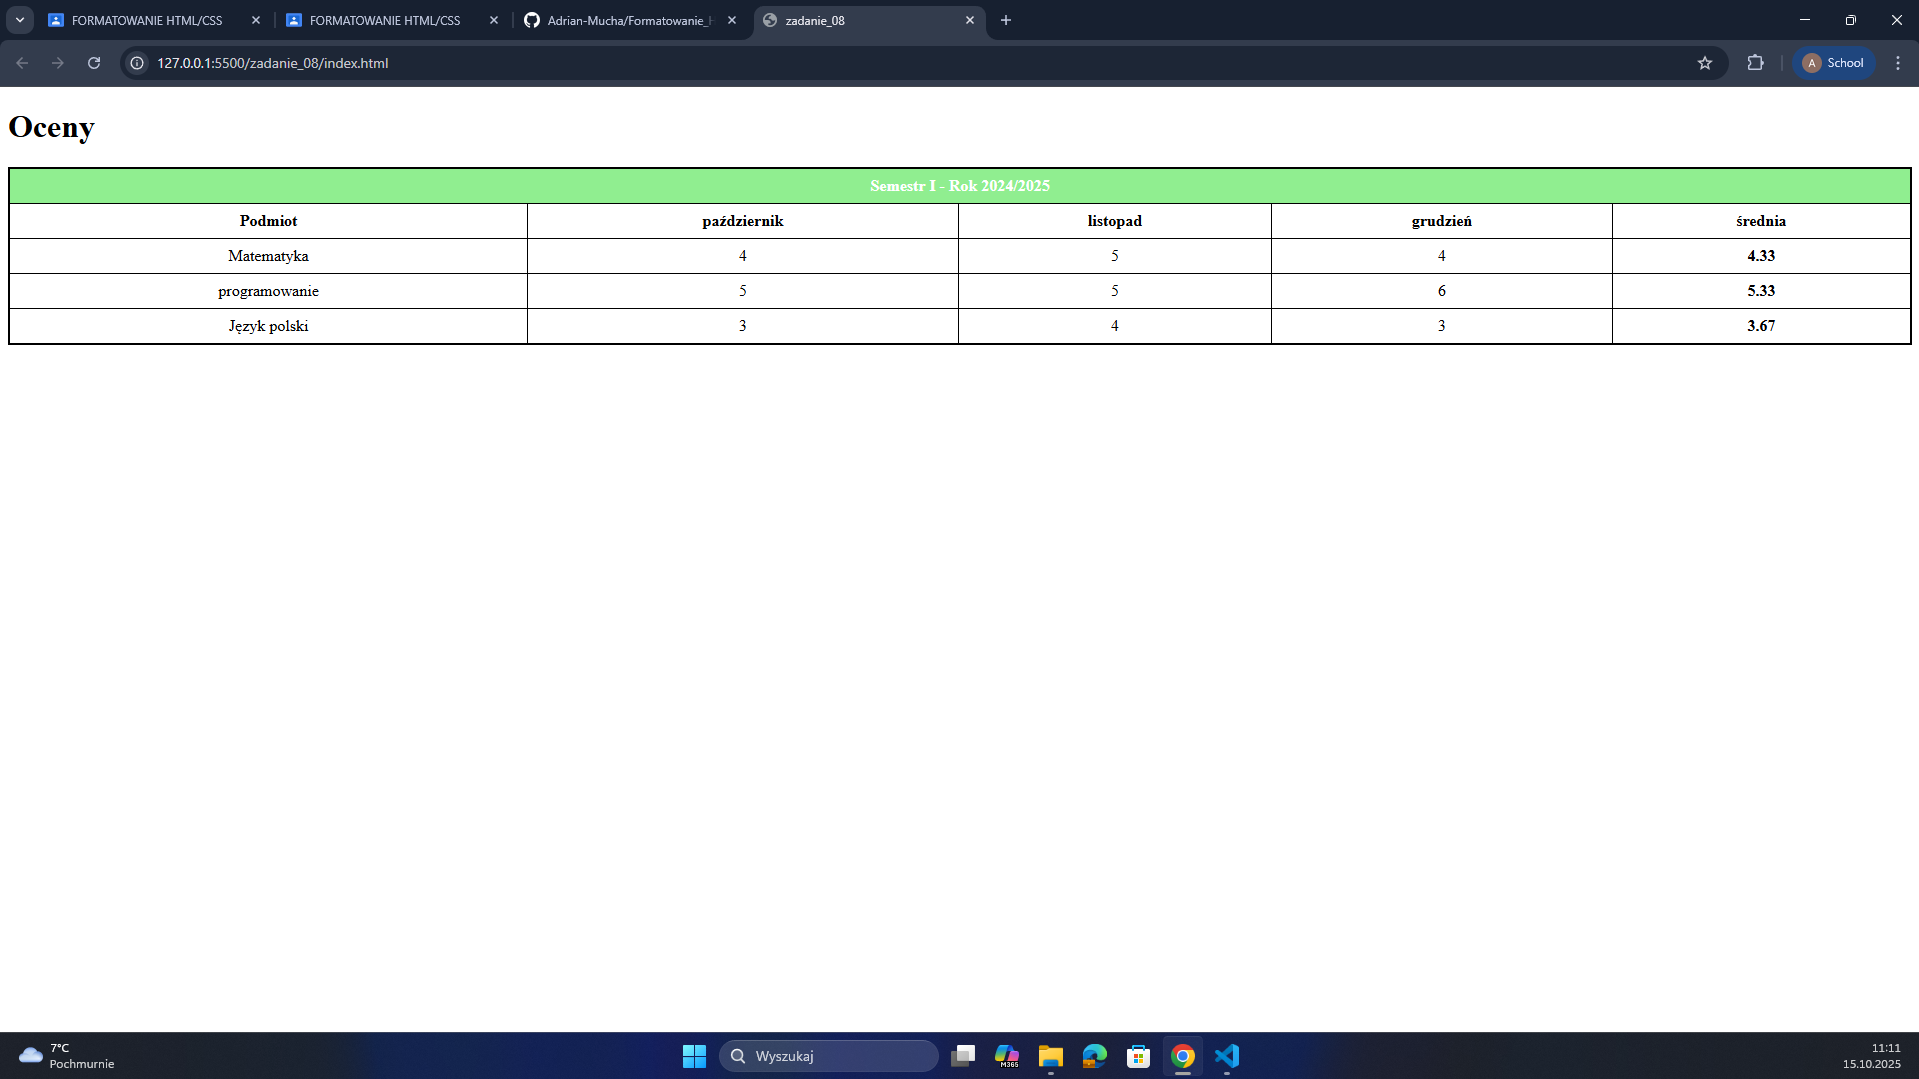 FORMATOWANIE HTML/CSS
FORMATOWANIE HTML/CSS
Adrian-Mucha/Formatowanie_H
zadanie_08
127.0.0.1:5500/zadanie_08/index.html
A School
Oceny
Semestr I - Rok 2024/2025
Podmiot październik listopad grudzień średnia
Matematyka 4 5 4 4.33
programowanie 5 5 6 5.33
Język polski 3 4 3 3.67
7°C
Pochmurnie
Wyszukaj
M365
11:11
15.10.2025